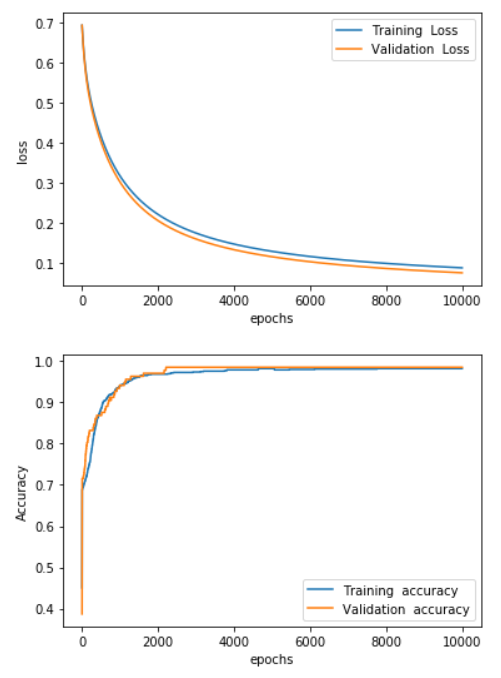 0.7
0.6
0.5
0.4
0.3
0.2
0.1
loss
Training Loss
Validation Loss
0 2000 4000 6000 8000 10000
epochs
1.0
0.9
0.8
0.7
0.6
0.5
0.4
Accuracy
Training accuracy
Validation accuracy
0 2000 4000 6000 8000 10000
epochs